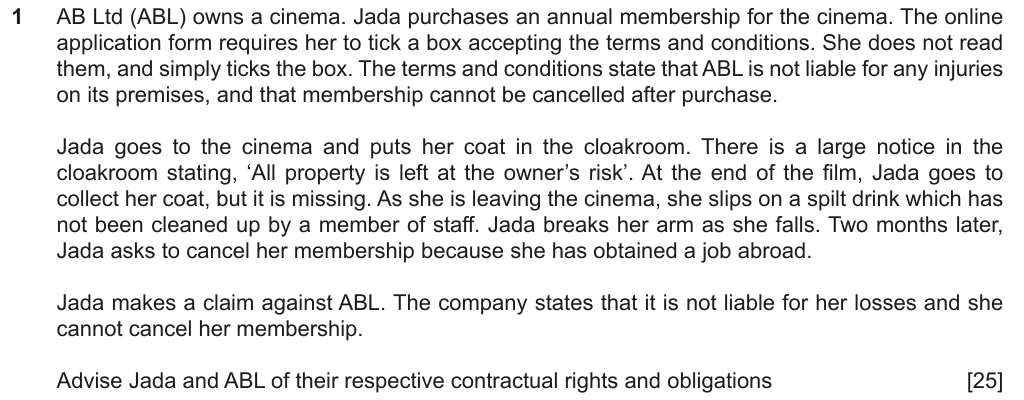 1 AB Ltd (ABL) owns a cinema. Jada purchases an annual membership for the cinema. The online
application form requires her to tick a box accepting the terms and conditions. She does not read
them, and simply ticks the box. The terms and conditions state that ABL is not liable for any injuries
on its premises, and that membership cannot be cancelled after purchase.
Jada goes to the cinema and puts her coat in the cloakroom. There is a large notice in the
cloakroom stating, ‘All property is left at the owner’s risk’. At the end of the film, Jada goes to
collect her coat, but it is missing. As she is leaving the cinema, she slips on a spilt drink which has
not been cleaned up by a member of staff. Jada breaks her arm as she falls. Two months later,
Jada asks to cancel her membership because she has obtained a job abroad.
Jada makes a claim against ABL. The company states that it is not liable for her losses and she
cannot cancel her membership.
Advise Jada and ABL of their respective contractual rights and obligations [25]